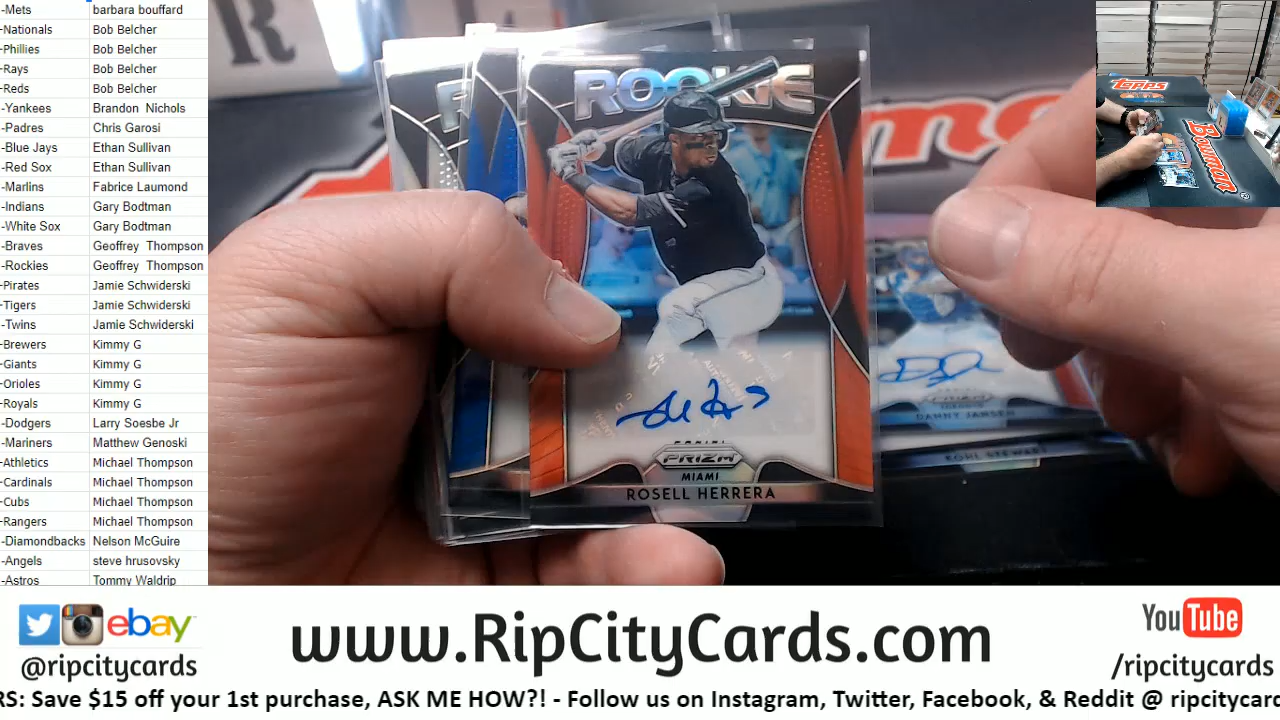 -Mets barbara bouffard
-Nationals Bob Belcher
-Phillies Bob Belcher
-Rays Bob Belcher
-Reds Bob Belcher
-Yankees Brandon Nichols
-Padres Chris Garosi
-Blue Jays Ethan Sullivan
-Red Sox Ethan Sullivan
-Marlins Fabrice Laumond
-Indians Gary Bodtman
-White Sox Gary Bodtman
-Braves Geoffrey Thompson
-Rockies Geoffrey Thompson
-Pirates Jamie Schwiderski
-Tigers Jamie Schwiderski
-Twins Jamie Schwiderski
-Brewers Kimmy G
-Giants Kimmy G
-Orioles Kimmy G
-Royals Kimmy G
-Dodgers Larry Soesbe Jr
-Mariners Matthew Genoski
-Athletics Michael Thompson
-Cardinals Michael Thompson
-Cubs Michael Thompson
-Rangers Michael Thompson
-Diamondbacks Nelson McGuire
-Angels steve hrusovsky
-Astros Tommy Waldrip
ROOKIE
PANINI
PRIZM
MIAMI
ROSELL HERRERA
PRIZM
DANNY JANSEN
KOHL STEWART
TOPPS
Bowman
ebay
@ripcitycards
www.RipCityCards.com
YouTube
/ripcitycards
RS: Save $15 off your 1st purchase, ASK ME HOW?! - Follow us on Instagram, Twitter, Facebook, & Reddit @ ripcitycard